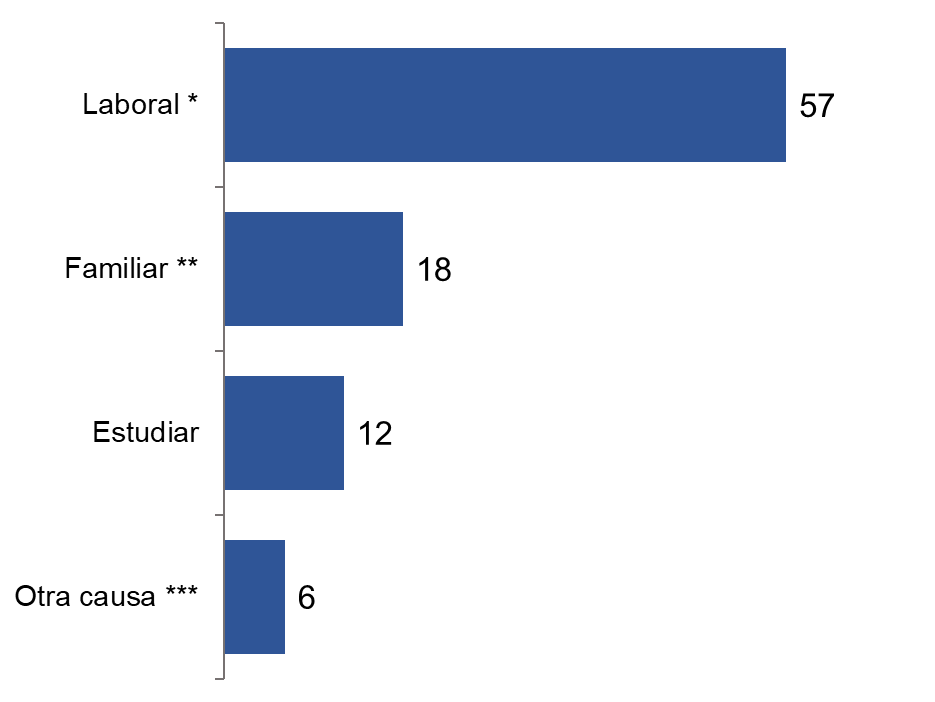 Laboral * 57
Familiar ** 18
Estudiar 12
Otra causa *** 6